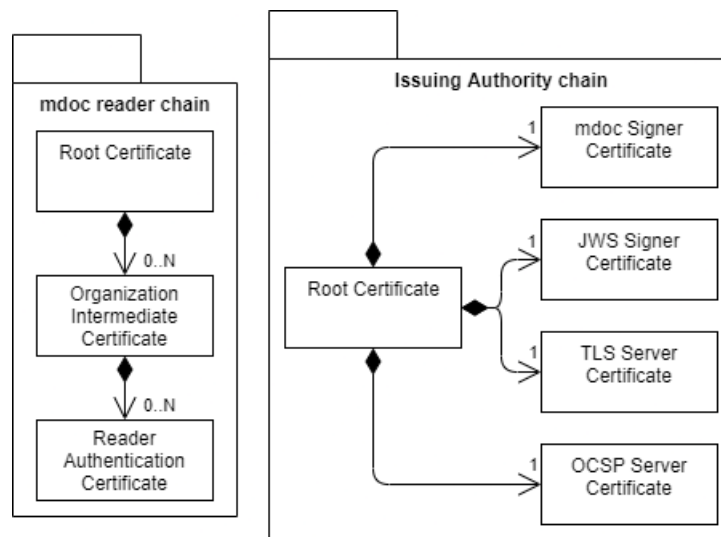 mdoc reader chain
Root Certificate
0..N
Organization
Intermediate
Certificate
0..N
Reader
Authentication
Certificate
Issuing Authority chain
1
mdoc Signer
Certificate
1
JWS Signer
Certificate
Root Certificate
1
TLS Server
Certificate
1
OCSP Server
Certificate